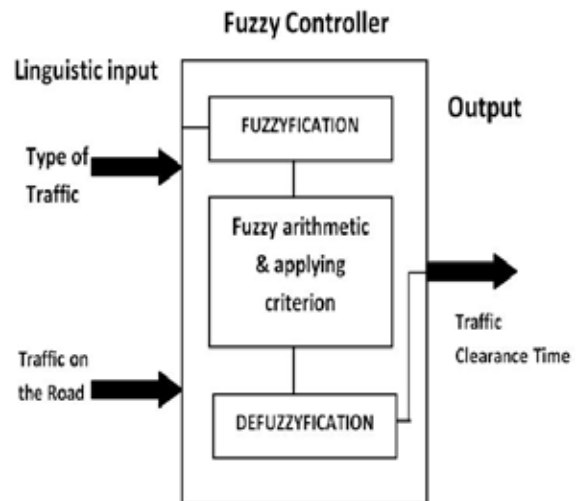 Fuzzy Controller
Linguistic input
Output
FUZZYFICATION
Type of
Traffic
Fuzzy arithmetic
& applying
criterion
Traffic
Clearance Time
Traffic on
the Road
DEFUZZYFICATION